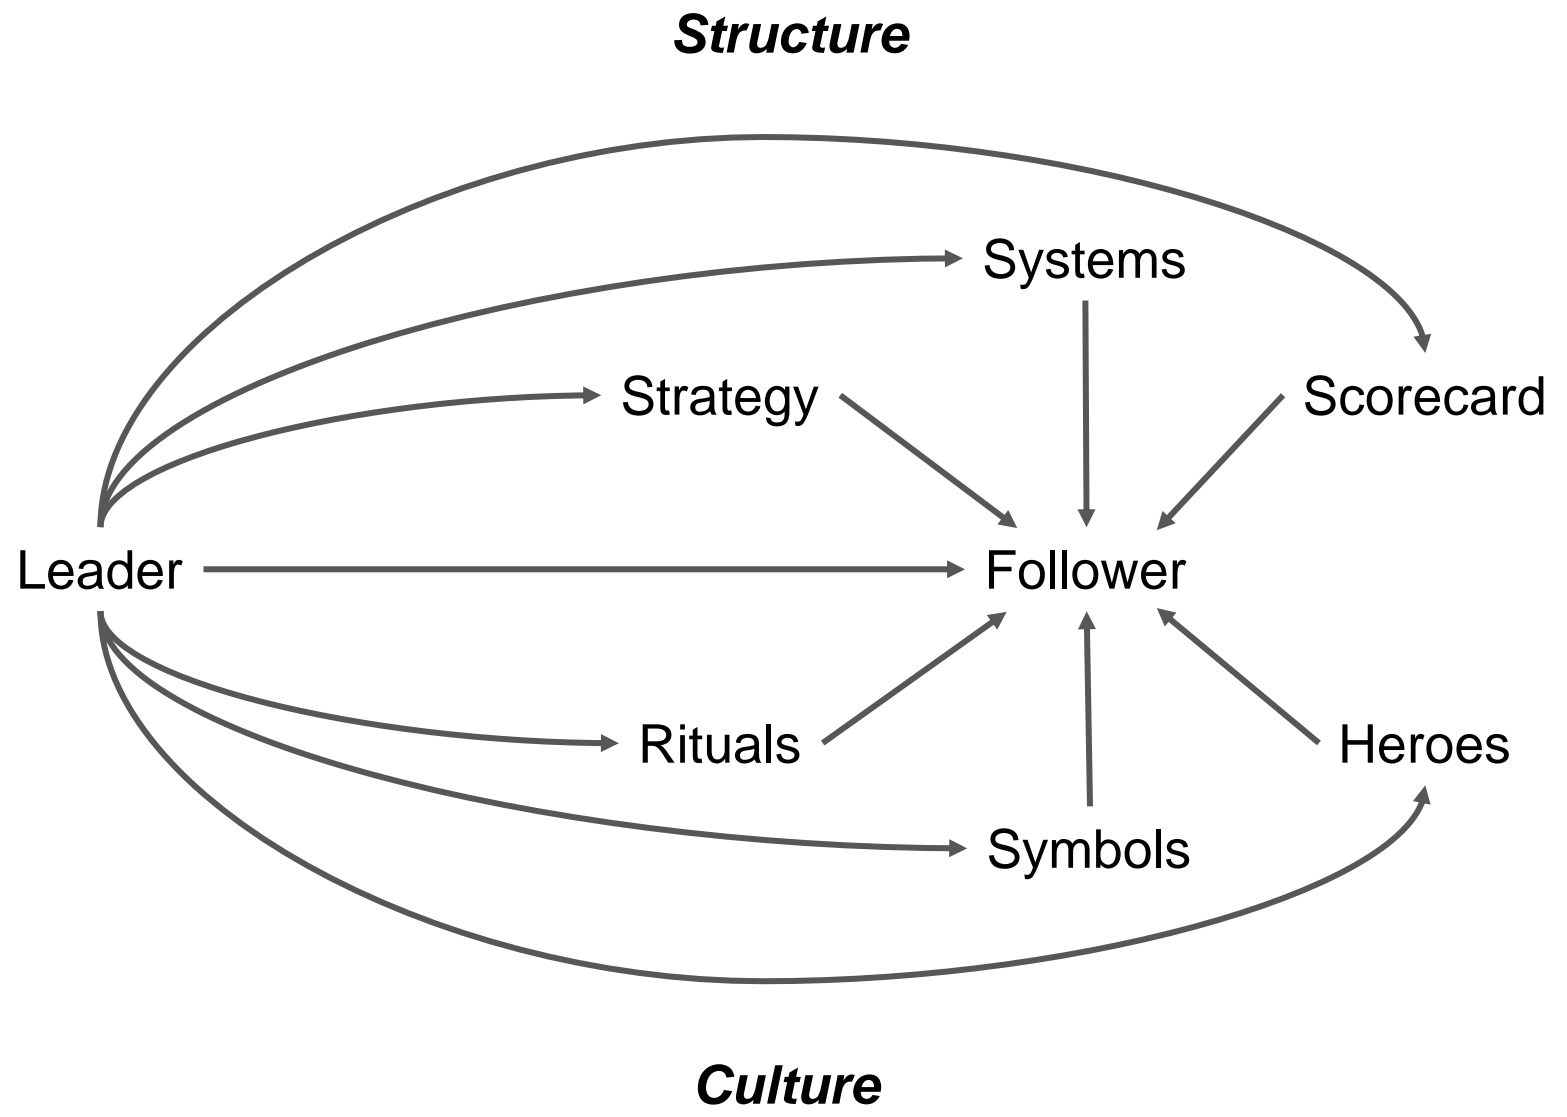 Structure
Systems
Strategy
Scorecard
Leader
Follower
Rituals
Heroes
Symbols
Culture